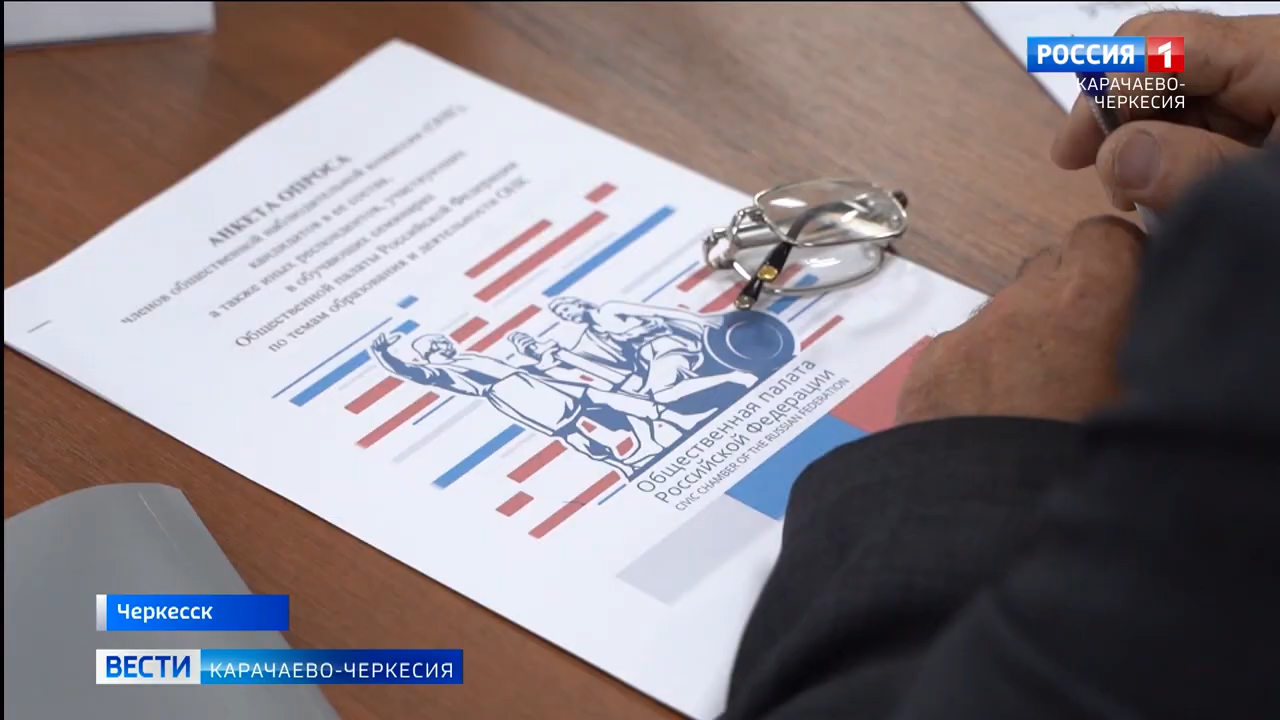 РОССИЯ 1
КАРАЧАЕВО-
ЧЕРКЕСИЯ
АНКЕТА ОПРОСА
членов общественной наблюдательной комиссии (ОНК),
кандидатов в ее состав,
а также иных респондентов, участвующих
в обучающих семинарах
Общественной палаты Российской Федерации
по темам образования и деятельности ОНК
Общественная палата
Российской Федерации
CIVIC CHAMBER OF THE RUSSIAN FEDERATION
Черкесск
ВЕСТИ КАРАЧАЕВО-ЧЕРКЕСИЯ